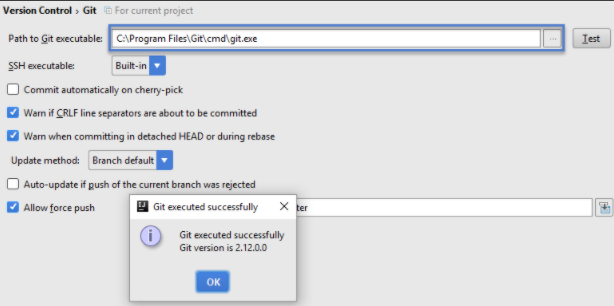 Version Control › Git For current project
Path to Git executable: C:\Program Files\Git\cmd\git.exe ... Test
SSH executable: Built-in
Commit automatically on cherry-pick
Warn if CRLF line separators are about to be committed
Warn when committing in detached HEAD or during rebase
Update method: Branch default
Auto-update if push of the current branch was rejected
Allow force push
Git executed successfully
Git executed successfully
Git version is 2.12.0.0
OK